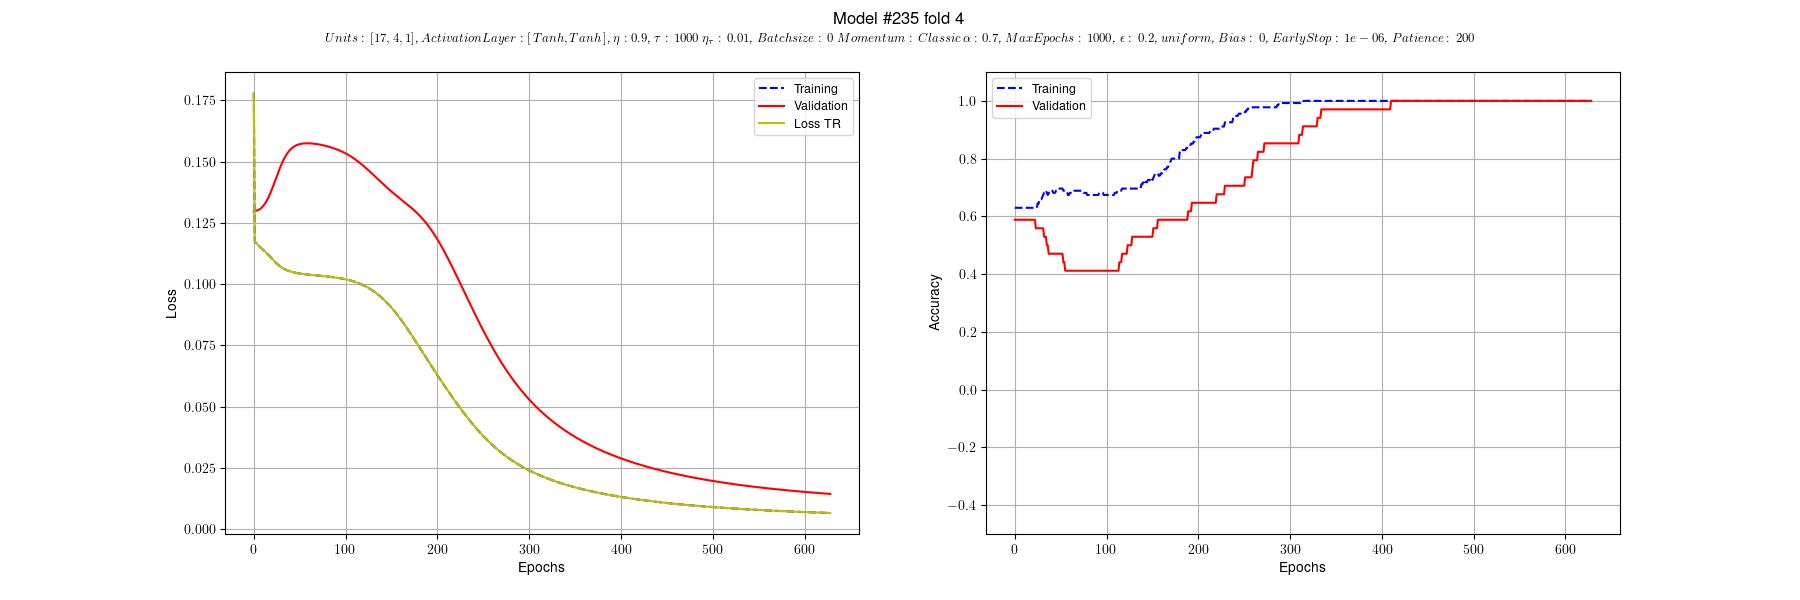 Model #235 fold 4
Units : [17, 4, 1], ActivationLayer : [Tanh, Tanh], η : 0.9, τ : 1000 ητ : 0.01, Batchsize : 0 Momentum : Classic α : 0.7, MaxEpochs : 1000, ϵ : 0.2, uniform, Bias : 0, EarlyStop : 1e − 06, Patience : 200
Loss
0.175
0.150
0.125
0.100
0.075
0.050
0.025
0.000
0 100 200 300 400 500 600
Epochs
Training
Validation
Loss TR
Accuracy
1.0
0.8
0.6
0.4
0.2
0.0
−0.2
−0.4
0 100 200 300 400 500 600
Epochs
Training
Validation